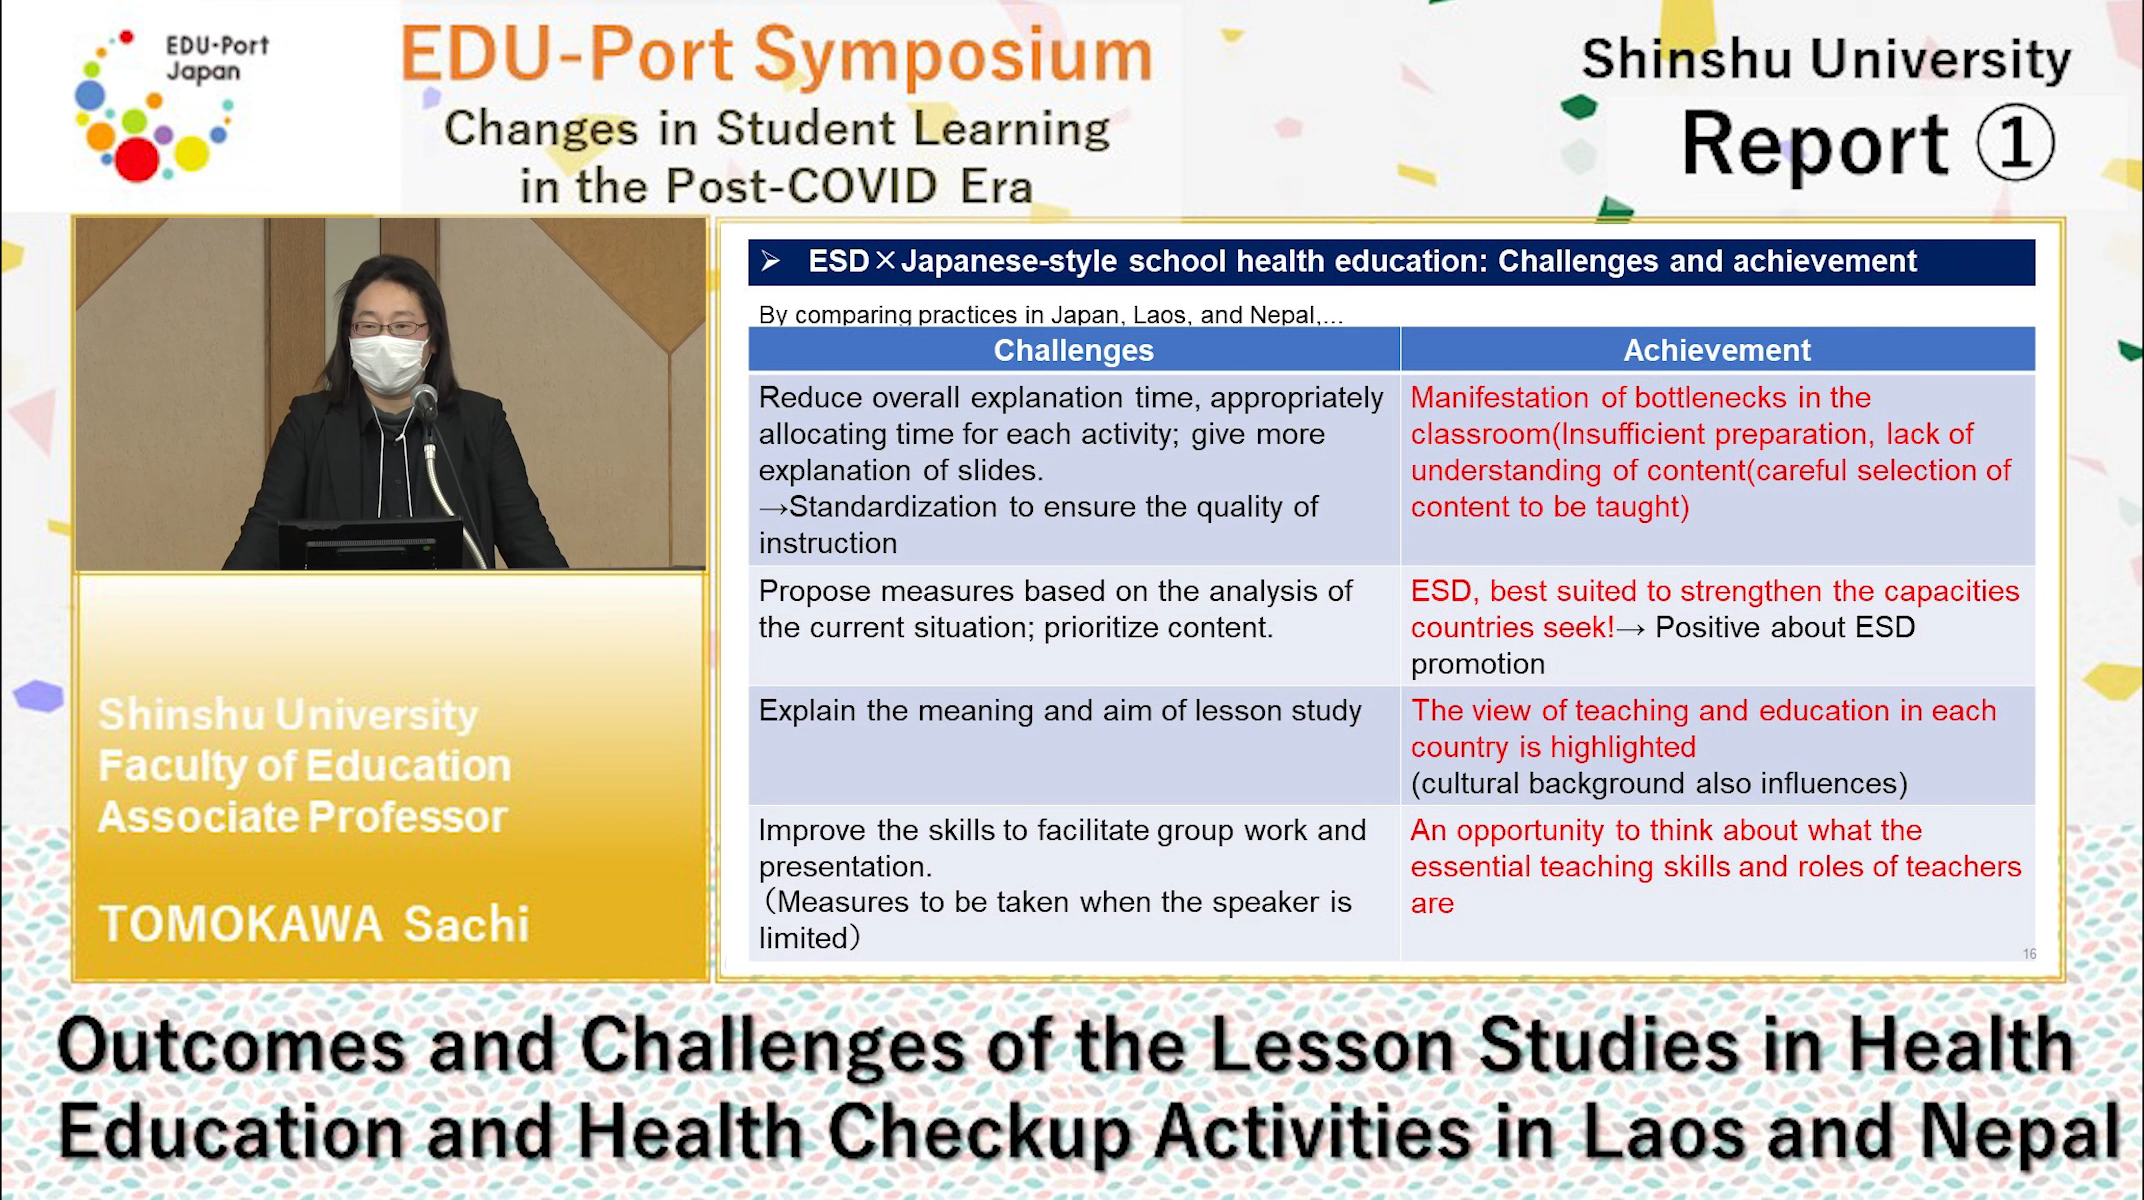 EDU-Port
Japan
EDU-Port Symposium
Changes in Student Learning
in the Post-COVID Era
Shinshu University
Report ①
➢ ESD×Japanese-style school health education: Challenges and achievement
By comparing practices in Japan, Laos, and Nepal,...
Challenges
Achievement
Reduce overall explanation time, appropriately
allocating time for each activity; give more
explanation of slides.
→Standardization to ensure the quality of
instruction
Manifestation of bottlenecks in the
classroom(Insufficient preparation, lack of
understanding of content(careful selection of
content to be taught)
Propose measures based on the analysis of
the current situation; prioritize content.
ESD, best suited to strengthen the capacities
countries seek!→ Positive about ESD
promotion
Explain the meaning and aim of lesson study
The view of teaching and education in each
country is highlighted
(cultural background also influences)
Improve the skills to facilitate group work and
presentation.
（Measures to be taken when the speaker is
limited）
An opportunity to think about what the
essential teaching skills and roles of teachers
are
16
Shinshu University
Faculty of Education
Associate Professor
TOMOKAWA Sachi
Outcomes and Challenges of the Lesson Studies in Health
Education and Health Checkup Activities in Laos and Nepal